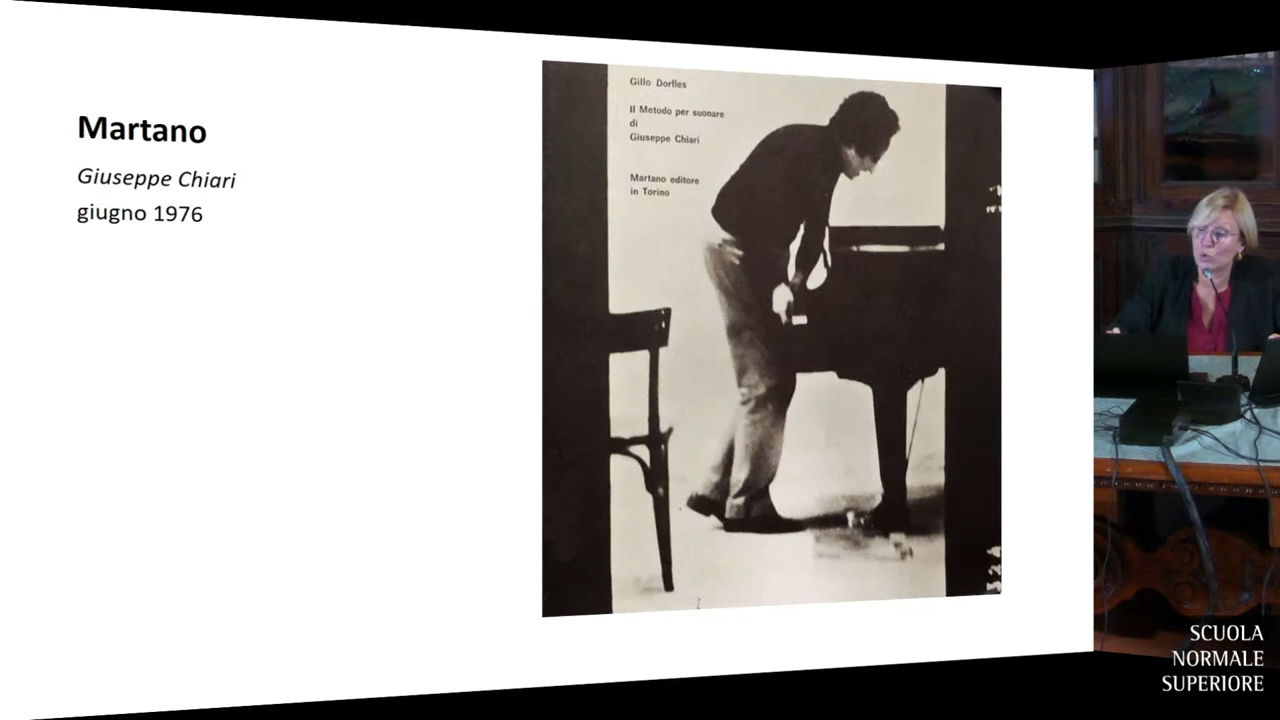 Martano
Giuseppe Chiari
giugno 1976
Gillo Dorfles
Il Metodo per suonare
di
Giuseppe Chiari
Martano editore
in Torino
SCUOLA
NORMALE
SUPERIORE